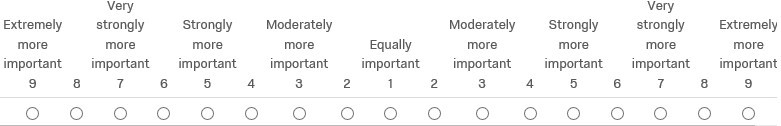 Very Very
Extremely strongly Strongly Moderately Moderately Strongly strongly Extremely
more more more more Equally more more more more
important important important important important important important important important
9 8 7 6 5 4 3 2 1 2 3 4 5 6 7 8 9